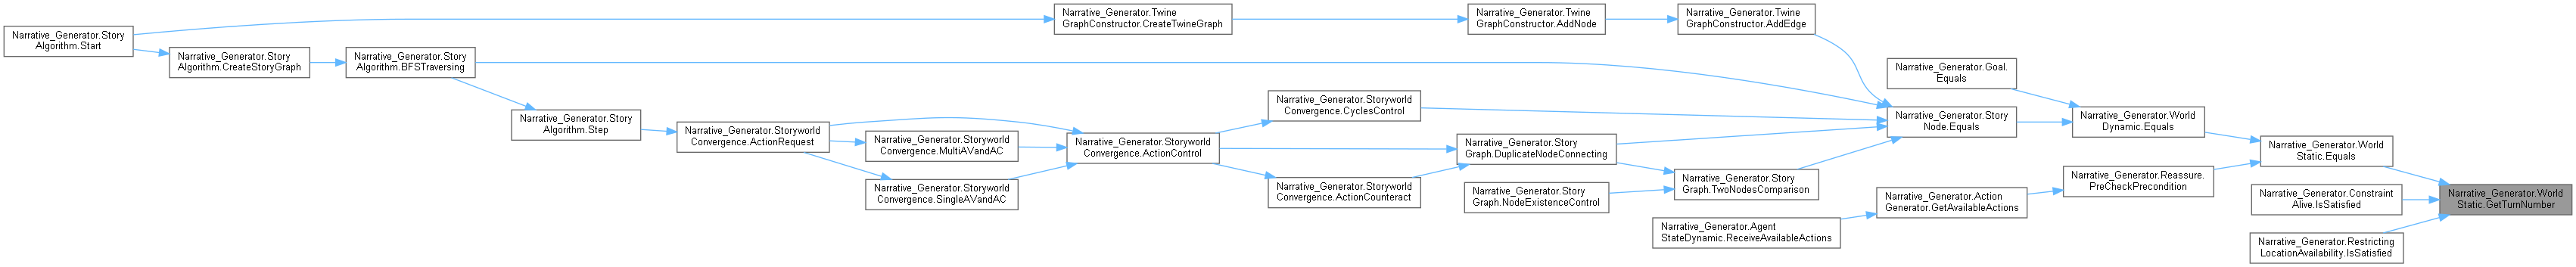 Narrative_Generator.Story
Algorithm.Start
Narrative_Generator.Story
Algorithm.CreateStoryGraph
Narrative_Generator.Story
Algorithm.BFSTraversing
Narrative_Generator.Story
Algorithm.Step
Narrative_Generator.Storyworld
Convergence.ActionRequest
Narrative_Generator.Storyworld
Convergence.MultiAVandAC
Narrative_Generator.Storyworld
Convergence.SingleAVandAC
Narrative_Generator.Twine
GraphConstructor.CreateTwineGraph
Narrative_Generator.Storyworld
Convergence.ActionControl
Narrative_Generator.Storyworld
Convergence.CyclesControl
Narrative_Generator.Storyworld
Convergence.ActionCounteract
Narrative_Generator.Twine
GraphConstructor.AddNode
Narrative_Generator.Story
Graph.DuplicateNodeConnecting
Narrative_Generator.Story
Graph.NodeExistenceControl
Narrative_Generator.Twine
GraphConstructor.AddEdge
Narrative_Generator.Story
Graph.TwoNodesComparison
Narrative_Generator.Agent
StateDynamic.ReceiveAvailableActions
Narrative_Generator.Goal.
Equals
Narrative_Generator.Story
Node.Equals
Narrative_Generator.Action
Generator.GetAvailableActions
Narrative_Generator.World
Dynamic.Equals
Narrative_Generator.Reassure.
PreCheckPrecondition
Narrative_Generator.World
Static.Equals
Narrative_Generator.Constraint
Alive.IsSatisfied
Narrative_Generator.Restricting
LocationAvailability.IsSatisfied
Narrative_Generator.World
Static.GetTurnNumber